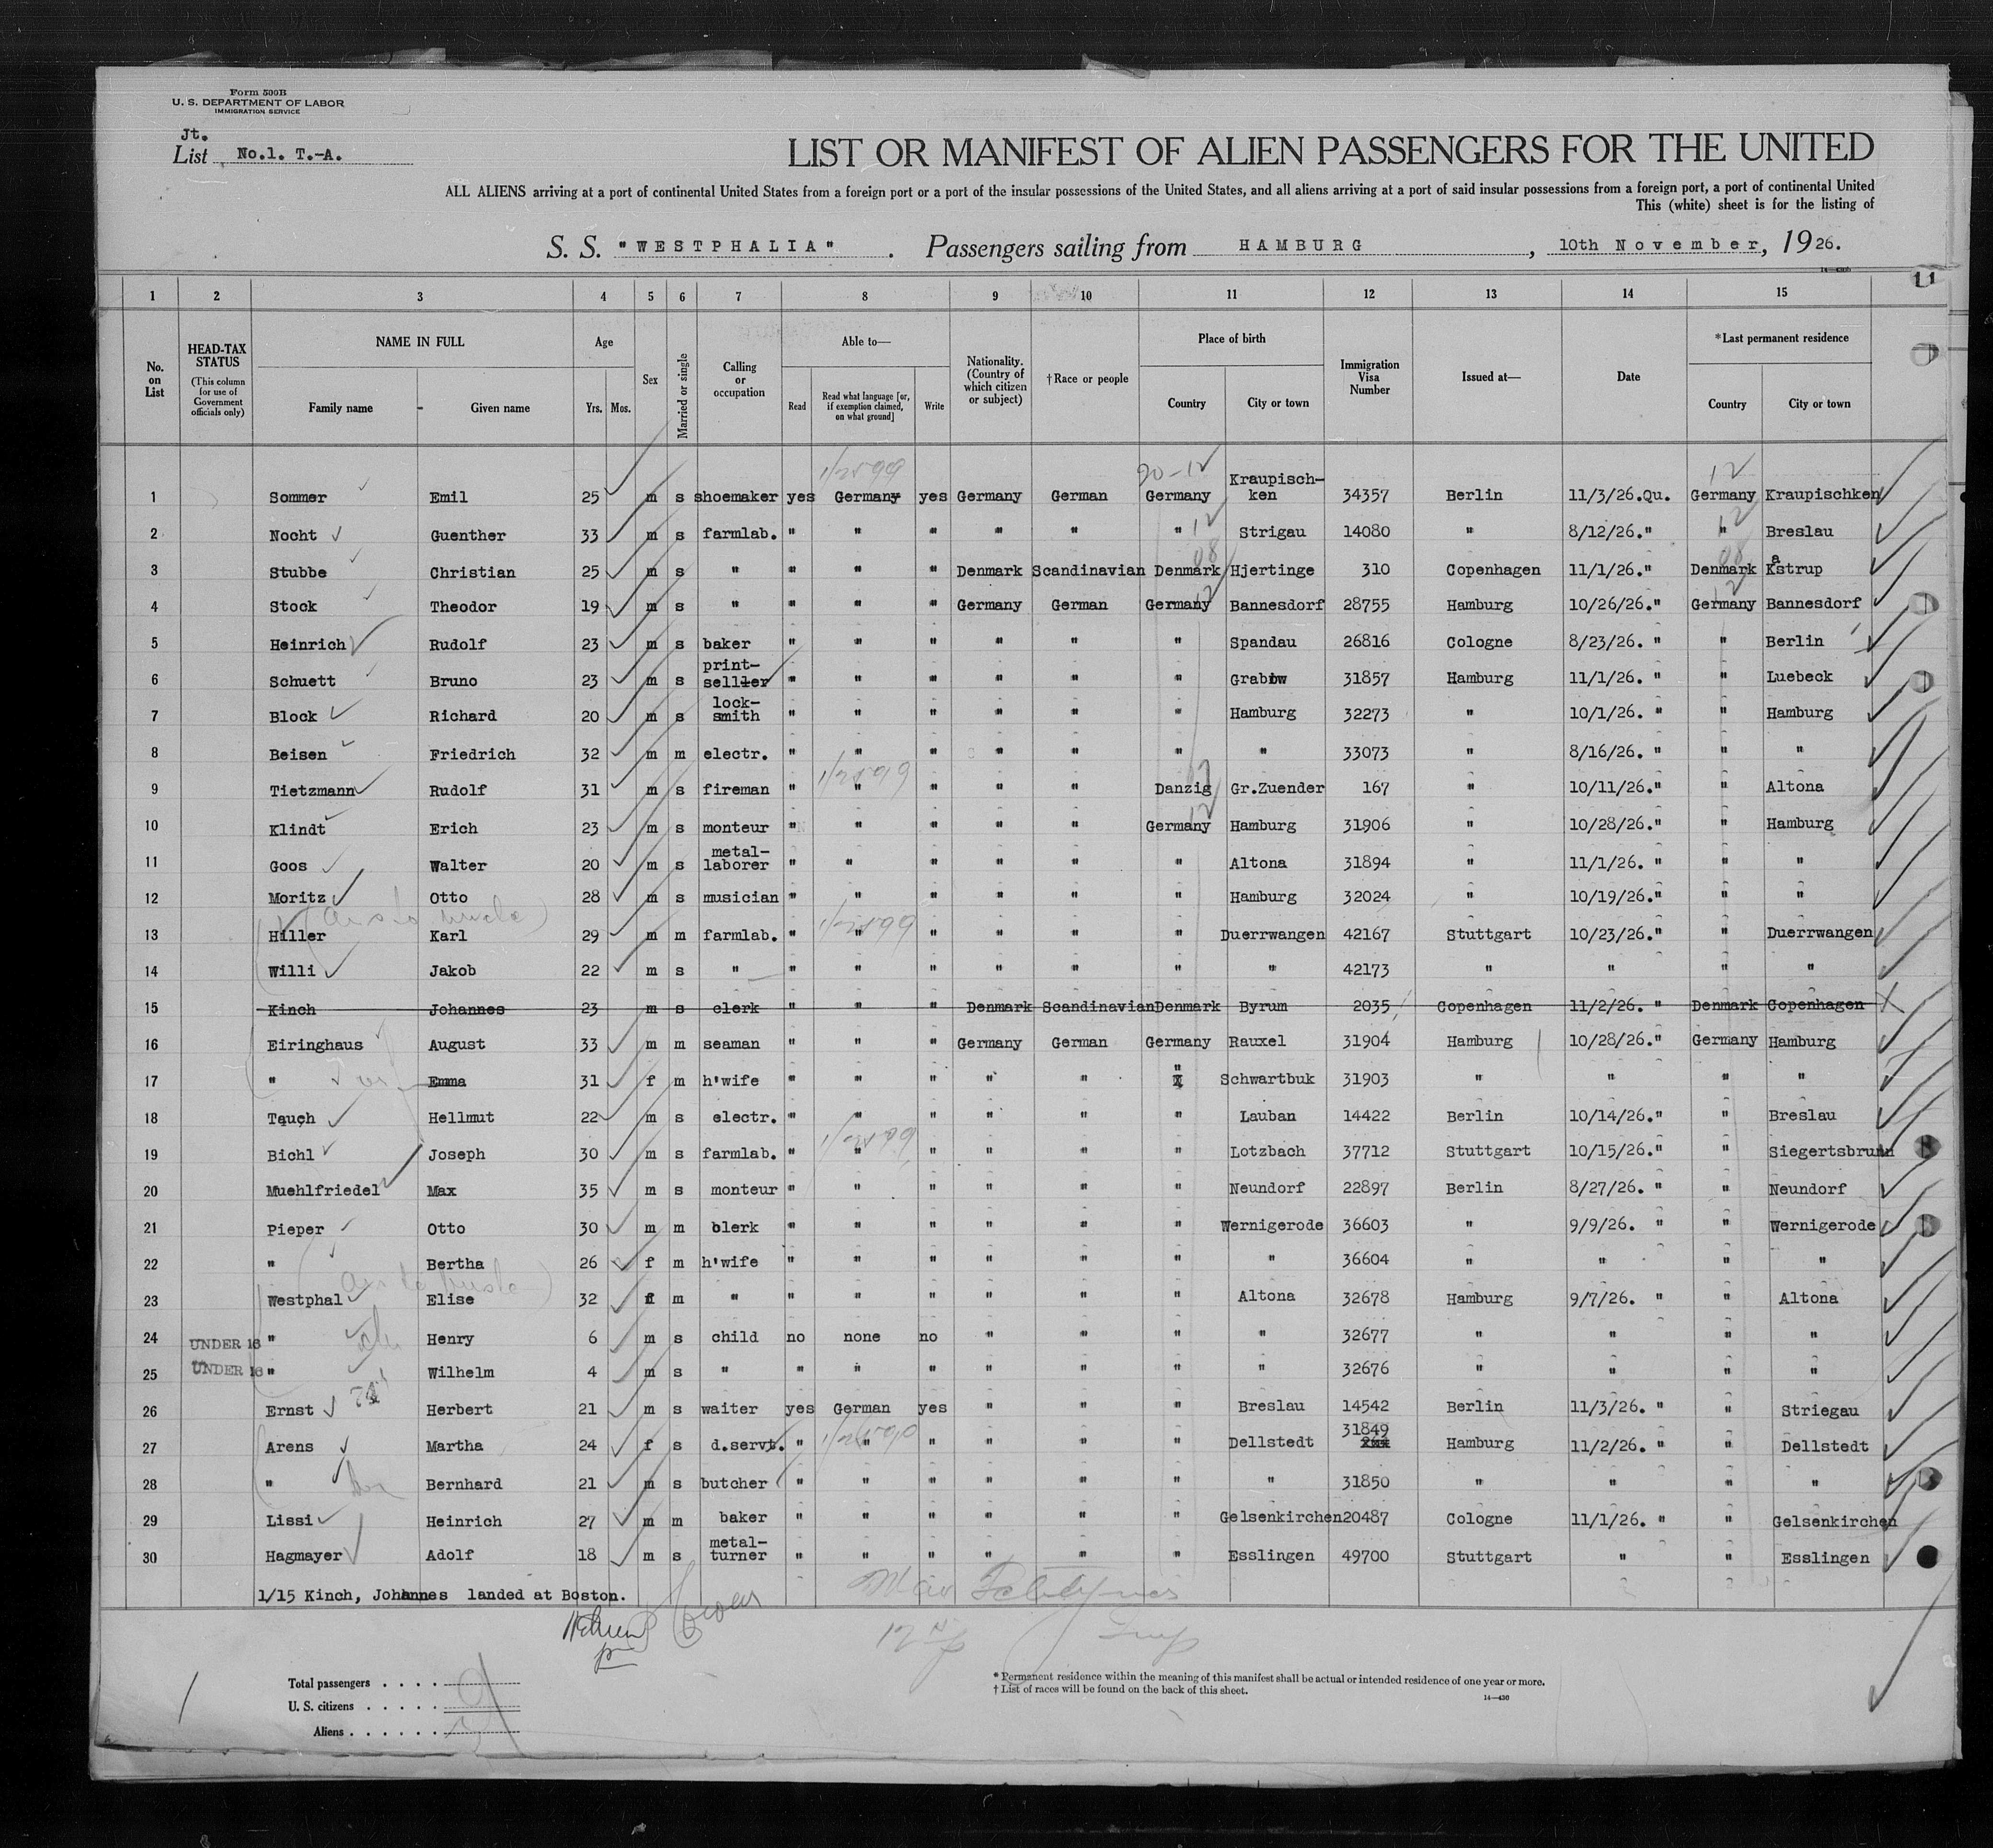 Form 500B
U. S. DEPARTMENT OF LABOR
IMMIGRATION SERVICE
Jt.
List No.1. T.-A.
LIST OR MANIFEST OF ALIEN PASSENGERS FOR THE UNITED
ALL ALIENS arriving at a port of continental United States from a foreign port or a port of the insular possessions of the United States, and all aliens arriving at a port of said insular possessions from a foreign port, a port of continental United
This (white) sheet is for the listing of
S. S. "WESTPHALIA". Passengers sailing from HAMBURG, 10th November, 1926.
1 2 3 4 5 6 7 8 9 10 11 12 13 14 15
No. on List
HEAD-TAX STATUS (This column for use of Government officials only)
NAME IN FULL Family name - Given name
Age Yrs. Mos.
Sex
Married or single
Calling or occupation
Able to— Read Read what language [or, if exemption claimed, on what ground] Write
Nationality. (Country of which citizen or subject)
†Race or people
Place of birth Country City or town
Immigration Visa Number
Issued at—
Date
*Last permanent residence Country City or town
1 Sommer Emil 25 m s shoemaker yes Germany yes Germany German Germany Kraupisch-ken 34357 Berlin 11/3/26.Qu. Germany Kraupischken
2 Nocht Guenther 33 m s farmlab. " " " " " " Strigau 14080 " 8/12/26." " Breslau
3 Stubbe Christian 25 m s " " " " Denmark Scandinavian Denmark Hjertinge 310 Copenhagen 11/1/26." Denmark Kastrup
4 Stock Theodor 19 m s " " " " Germany German Germany Bannesdorf 28755 Hamburg 10/26/26." Germany Bannesdorf
5 Heinrich Rudolf 23 m s baker " " " " " " Spandau 26816 Cologne 8/23/26. " " Berlin
6 Schuett Bruno 23 m s print-seller " " " " " " Grabow 31857 Hamburg 11/1/26. " " Luebeck
7 Block Richard 20 m s lock-smith " " " " " " Hamburg 32273 " 10/1/26. " " Hamburg
8 Beisen Friedrich 32 m m electr. " " " " " " " 33073 " 8/16/26. " " "
9 Tietzmann Rudolf 31 m s fireman " " " " " Danzig Gr.Zuender 167 " 10/11/26." " Altona
10 Klindt Erich 23 m s monteur " " " " " Germany Hamburg 31906 " 10/28/26." " Hamburg
11 Goos Walter 20 m s metal-laborer " " " " " " Altona 31894 " 11/1/26. " " "
12 Moritz Otto 28 m s musician " " " " " " Hamburg 32024 " 10/19/26." " "
13 Hiller Karl 29 m m farmlab. " " " " " " Duerrwangen 42167 Stuttgart 10/23/26." " Duerrwangen
14 Willi Jakob 22 m s " " " " " " " " 42173 " " " "
15 Kinch Johannes 23 m s clerk " " " Denmark Scandinavian Denmark Byrum 2035 Copenhagen 11/2/26. " Denmark Copenhagen
16 Eiringhaus August 33 m m seaman " " " Germany German Germany Rauxel 31904 Hamburg 10/28/26." Germany Hamburg
17 " Emma 31 f m h'wife " " " " " " Schwartbuk 31903 " " " "
18 Tauch Hellmut 22 m s electr. " " " " " " Lauban 14422 Berlin 10/14/26." " Breslau
19 Bichl Joseph 30 m s farmlab. " " " " " " Lotzbach 37712 Stuttgart 10/15/26." " Siegertsbrunn
20 Muehlfriedel Max 35 m s monteur " " " " " " Neundorf 22897 Berlin 8/27/26. " " Neundorf
21 Pieper Otto 30 m m clerk " " " " " " Wernigerode 36603 " 9/9/26. " " Wernigerode
22 " Bertha 26 f m h'wife " " " " " " " 36604 " " " "
23 Westphal Elise 32 f m " " " " " " " Altona 32678 Hamburg 9/7/26. " " Altona
24 UNDER 16 " Henry 6 m s child no none no " " " " 32677 " " " "
25 UNDER 16 " Wilhelm 4 m s " " " " " " " " 32676 " " " "
26 Ernst Herbert 21 m s waiter yes German yes " " " Breslau 14542 Berlin 11/3/26. " " Striegau
27 Arens Martha 24 f s d.servt. " " " " " " Dellstedt 31849 Hamburg 11/2/26. " " Dellstedt
28 " Bernhard 21 m s butcher " " " " " " " 31850 " " " "
29 Lissi Heinrich 27 m m baker " " " " " " Gelsenkirchen 20487 Cologne 11/1/26. " " Gelsenkirchen
30 Hagmayer Adolf 18 m s metal-turner " " " " " " Esslingen 49700 Stuttgart " " Esslingen
1/15 Kinch, Johannes landed at Boston.
Total passengers . . . .
U. S. citizens . . . . .
Aliens . . . . . .
* Permanent residence within the meaning of this manifest shall be actual or intended residence of one year or more.
† List of races will be found on the back of this sheet.
14—430